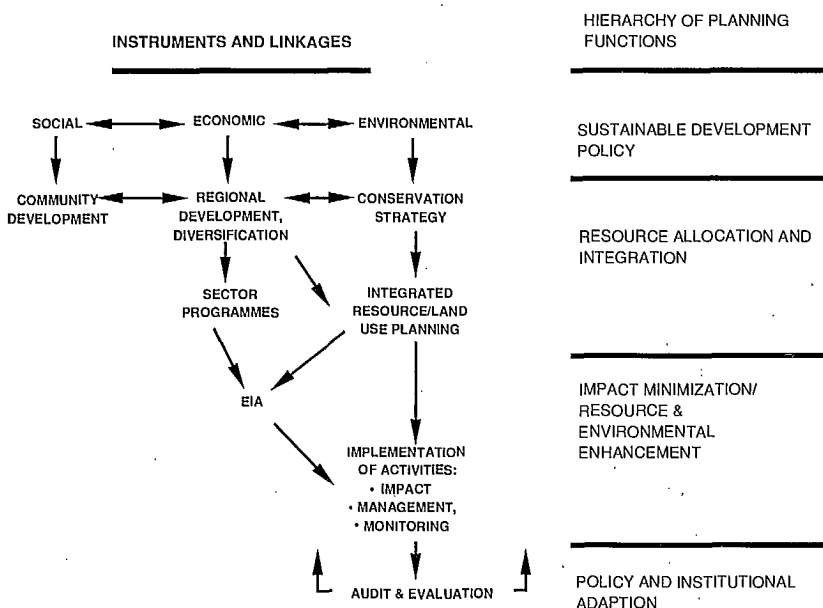 INSTRUMENTS AND LINKAGES
HIERARCHY OF PLANNING
FUNCTIONS
SOCIAL
ECONOMIC
ENVIRONMENTAL
SUSTAINABLE DEVELOPMENT
POLICY
COMMUNITY
DEVELOPMENT
REGIONAL
DEVELOPMENT,
DIVERSIFICATION
CONSERVATION
STRATEGY
RESOURCE ALLOCATION AND
INTEGRATION
SECTOR
PROGRAMMES
INTEGRATED
RESOURCE/LAND
USE PLANNING
EIA
IMPACT MINIMIZATION/
RESOURCE &
ENVIRONMENTAL
ENHANCEMENT
IMPLEMENTATION
OF ACTIVITIES:
• IMPACT
• MANAGEMENT,
• MONITORING
AUDIT & EVALUATION
POLICY AND INSTITUTIONAL
ADAPTION